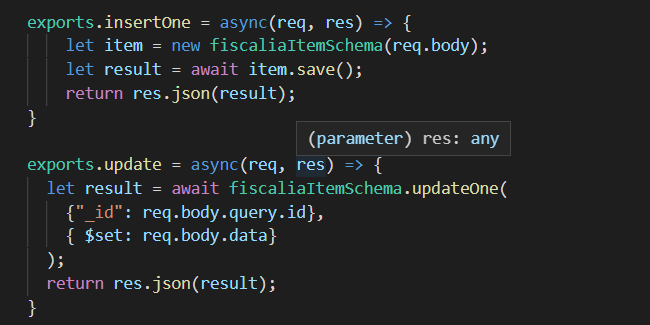 exports.insertOne = async(req, res) => {
let item = new fiscaliaItemSchema(req.body);
let result = await item.save();
return res.json(result);
}
(parameter) res: any
exports.update = async(req, res) => {
let result = await fiscaliaItemSchema.updateOne(
{"_id": req.body.query.id},
{ $set: req.body.data}
);
return res.json(result);
}